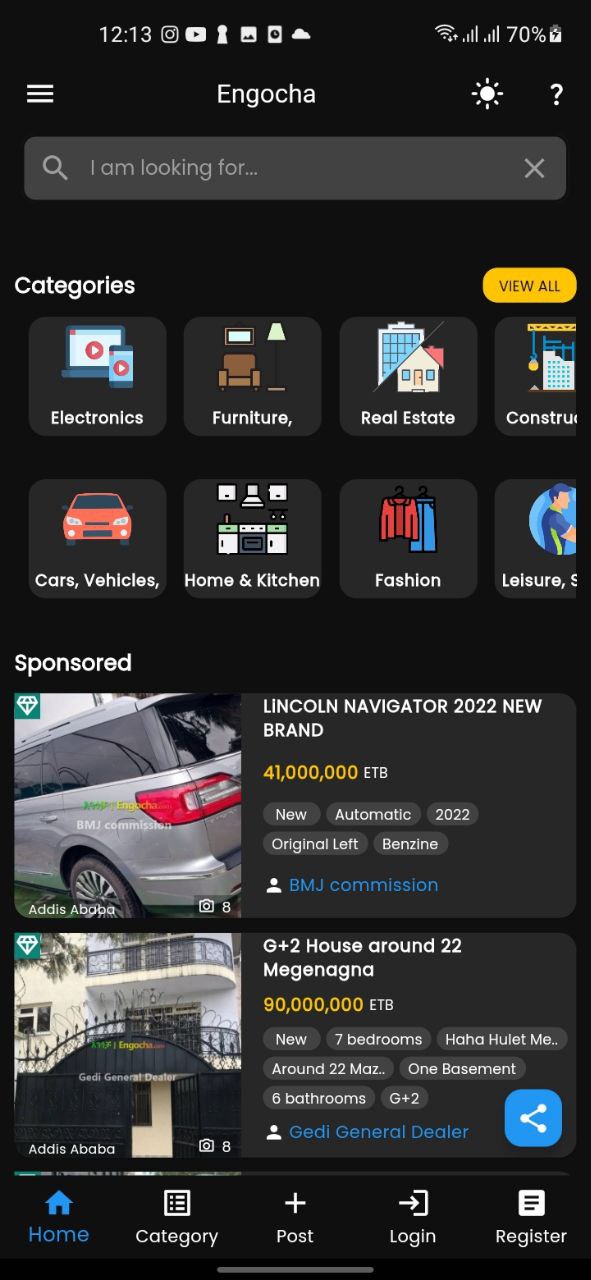 12:13
70%
Engocha
?
I am looking for...
Categories
VIEW ALL
Electronics
Furniture,
Real Estate
Construc
Cars, Vehicles,
Home & Kitchen
Fashion
Leisure, S
Sponsored
LiNCOLN NAVIGATOR 2022 NEW
BRAND
41,000,000 ETB
New Automatic 2022
Original Left Benzine
BMJ commission
Engocha.com
BMJ commission
Addis Ababa 8
G+2 House around 22
Megenagna
90,000,000 ETB
New 7 bedrooms Haha Hulet Me..
Around 22 Maz.. One Basement
6 bathrooms G+2
Gedi General Dealer
Engocha.com
Gedi General Dealer
Addis Ababa 8
Home Category Post Login Register